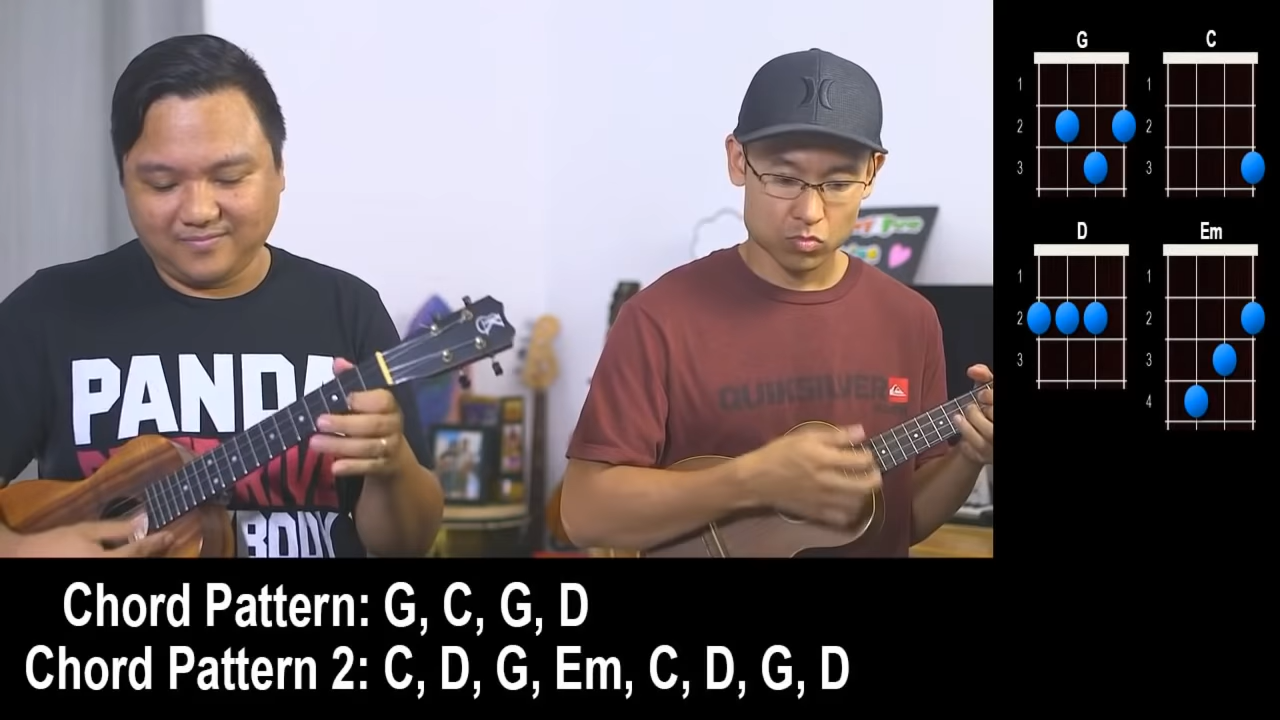 PANDA
BODY
QUIKSILVER
G
C
1
2
3
1
2
3
D
Em
1
2
3
1
2
3
4
Chord Pattern: G, C, G, D
Chord Pattern 2: C, D, G, Em, C, D, G, D